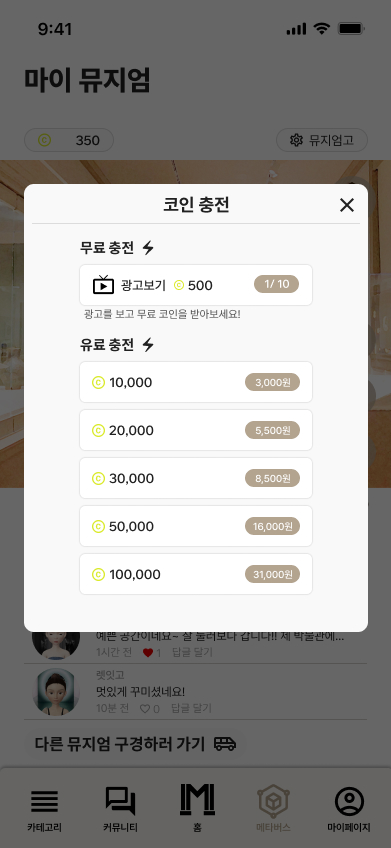 9:41
마이 뮤지엄
350
뮤지엄고
코인 충전
무료 충전
광고보기 500 1/ 10
광고를 보고 무료 코인을 받아보세요!
유료 충전
10,000 3,000원
20,000 5,500원
30,000 8,500원
50,000 16,000원
100,000 31,000원
예쁜 공간이네요~ 잘 둘러보다 갑니다!! 제 박물관에...
1시간 전 1 답글 달기
렛잇고
멋있게 꾸미셨네요!
10분 전 0 답글 달기
다른 뮤지엄 구경하러 가기
카테고리 커뮤니티 홈 메타버스 마이페이지